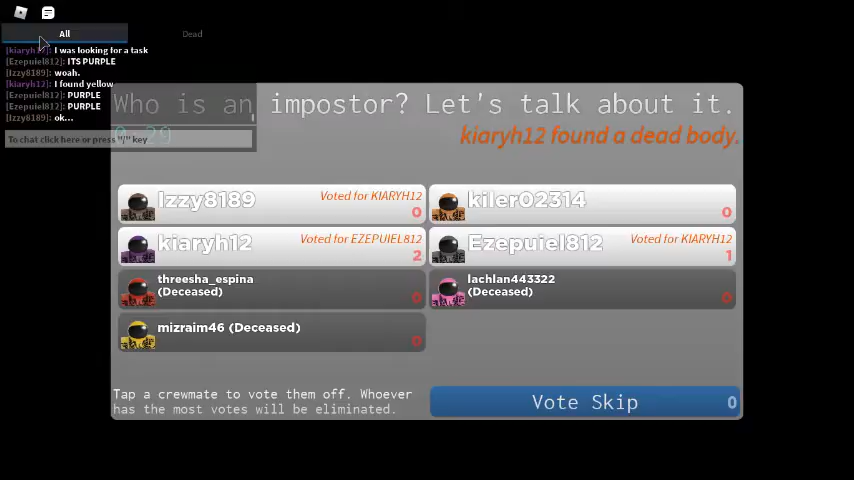 All
Dead
[kiaryh12]: I was looking for a task
[Ezepuiel812]: ITS PURPLE
[Izzy8189]: woah.
[kiaryh12]: I found yellow
[Ezepuiel812]: PURPLE
[Ezepuiel812]: PURPLE
[Izzy8189]: ok...
To chat click here or press "/" key
Who is an impostor? Let's talk about it.
0:29
kiaryh12 found a dead body.
Izzy8189
Voted for KIARYH12
0
kiler02314
0
kiaryh12
Voted for EZEPUIEL812
2
Ezepuiel812
Voted for KIARYH12
1
threesha_espina
(Deceased)
0
lachlan443322
(Deceased)
0
mizraim46 (Deceased)
0
Tap a crewmate to vote them off. Whoever
has the most votes will be eliminated.
Vote Skip
0